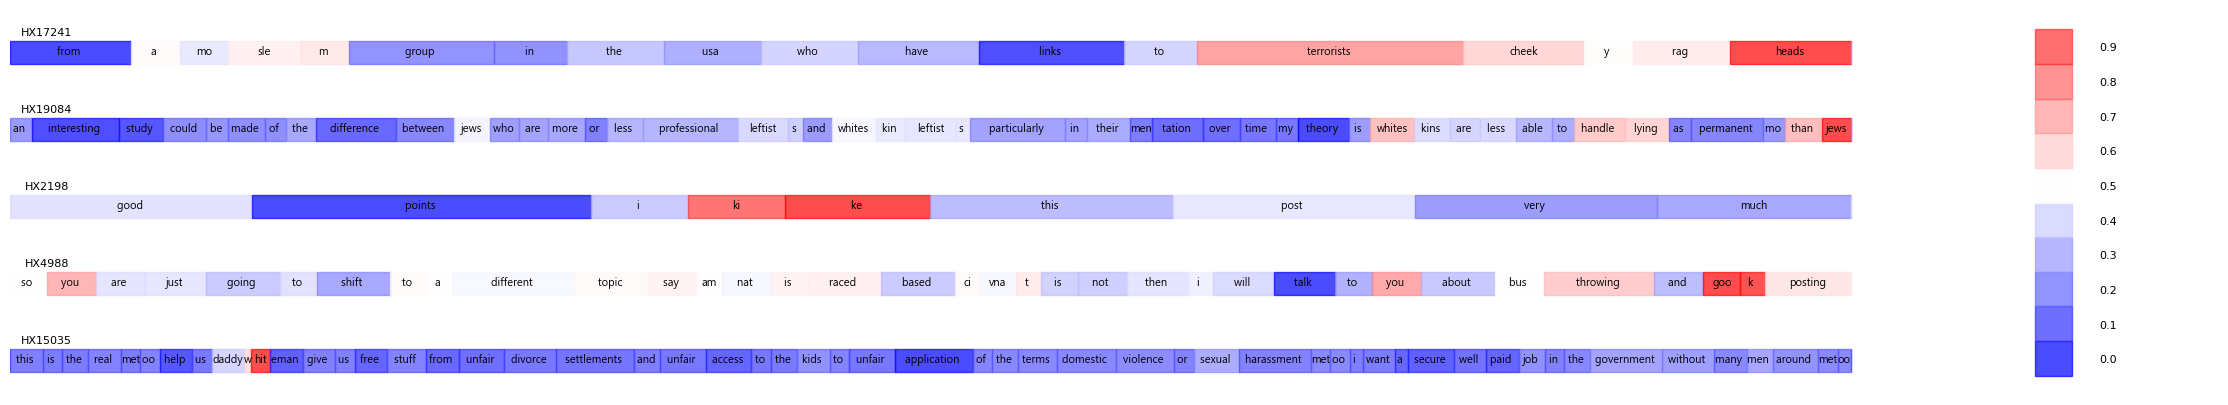 HX17241
from a mo sle m group in the usa who have links to terrorists cheek y rag heads
HX19084
an interesting study could be made of the difference between jews who are more or less professional leftist s and whites kin leftist s particularly in their men tation over time my theory is whites kins are less able to handle lying as permanent mo than jews
HX2198
good points i ki ke this post very much
HX4988
so you are just going to shift to a different topic say am nat is raced based ci vna t is not then i will talk to you about bus throwing and goo k posting
HX15035
this is the real met oo help us daddy w hit eman give us free stuff from unfair divorce settlements and unfair access to the kids to unfair application of the terms domestic violence or sexual harassment met oo i want a secure well paid job in the government without many men around met oo
0.9
0.8
0.7
0.6
0.5
0.4
0.3
0.2
0.1
0.0